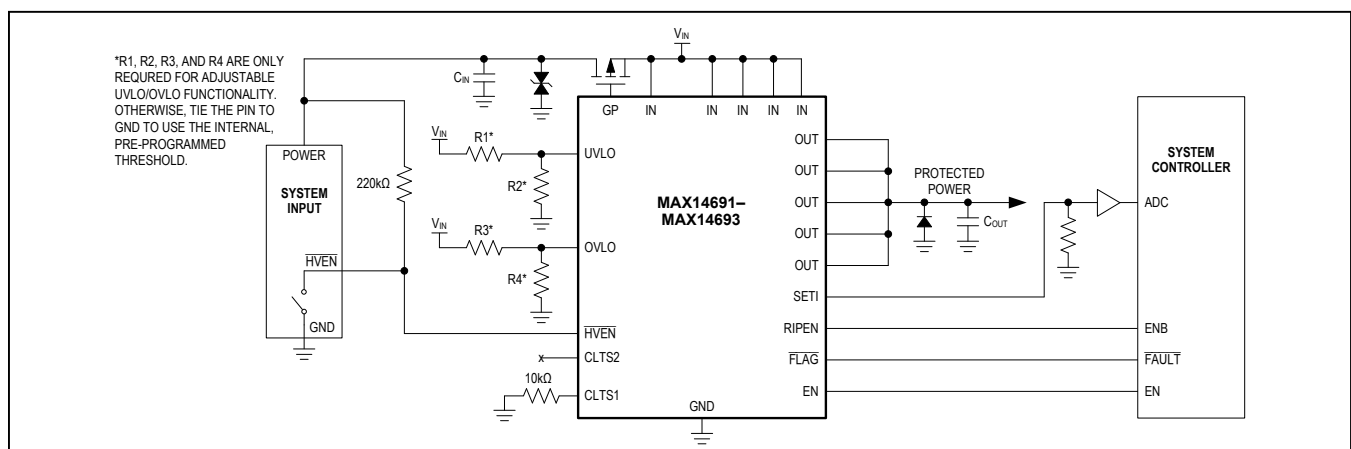 *R1, R2, R3, AND R4 ARE ONLY
REQURED FOR ADJUSTABLE
UVLO/OVLO FUNCTIONALITY.
OTHERWISE, TIE THE PIN TO
GND TO USE THE INTERNAL,
PRE-PROGRAMMED
THRESHOLD.
POWER
SYSTEM
INPUT
HVEN
GND
220kΩ
CIN
VIN
GP
IN
IN
IN
IN
IN
VIN
R1*
R2*
UVLO
VIN
R3*
R4*
OVLO
HVEN
x
CLTS2
10kΩ
CLTS1
GND
MAX14691–
MAX14693
OUT
OUT
OUT
OUT
OUT
SETI
RIPEN
FLAG
EN
PROTECTED
POWER
COUT
SYSTEM
CONTROLLER
ADC
ENB
FAULT
EN